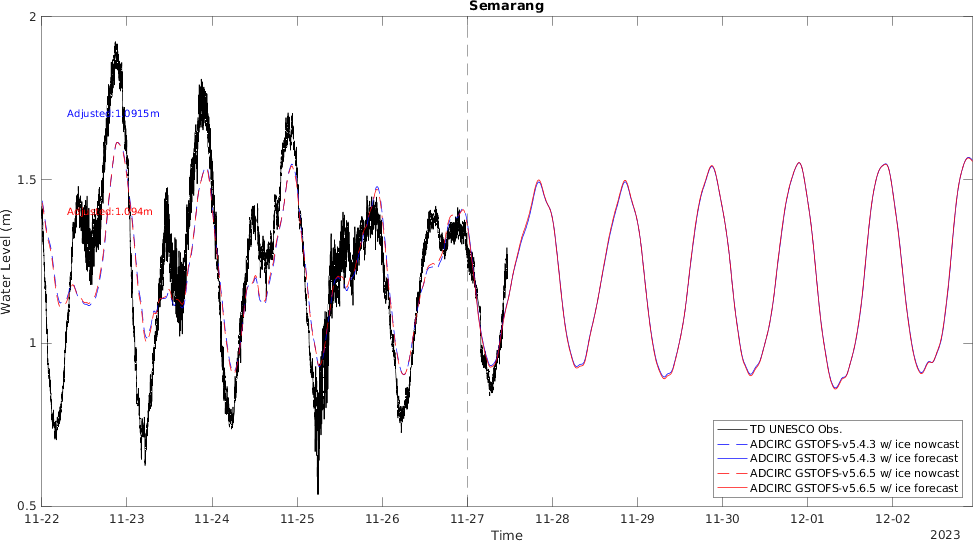 Semarang
2
Adjusted:1.0915m
1.5
Adjusted:1.094m
Water Level (m)
1
TD UNESCO Obs.
ADCIRC GSTOFS-v5.4.3 w/ ice nowcast
ADCIRC GSTOFS-v5.4.3 w/ ice forecast
ADCIRC GSTOFS-v5.6.5 w/ ice nowcast
ADCIRC GSTOFS-v5.6.5 w/ ice forecast
0.5
11-22 11-23 11-24 11-25 11-26 11-27 11-28 11-29 11-30 12-01 12-02
Time
2023